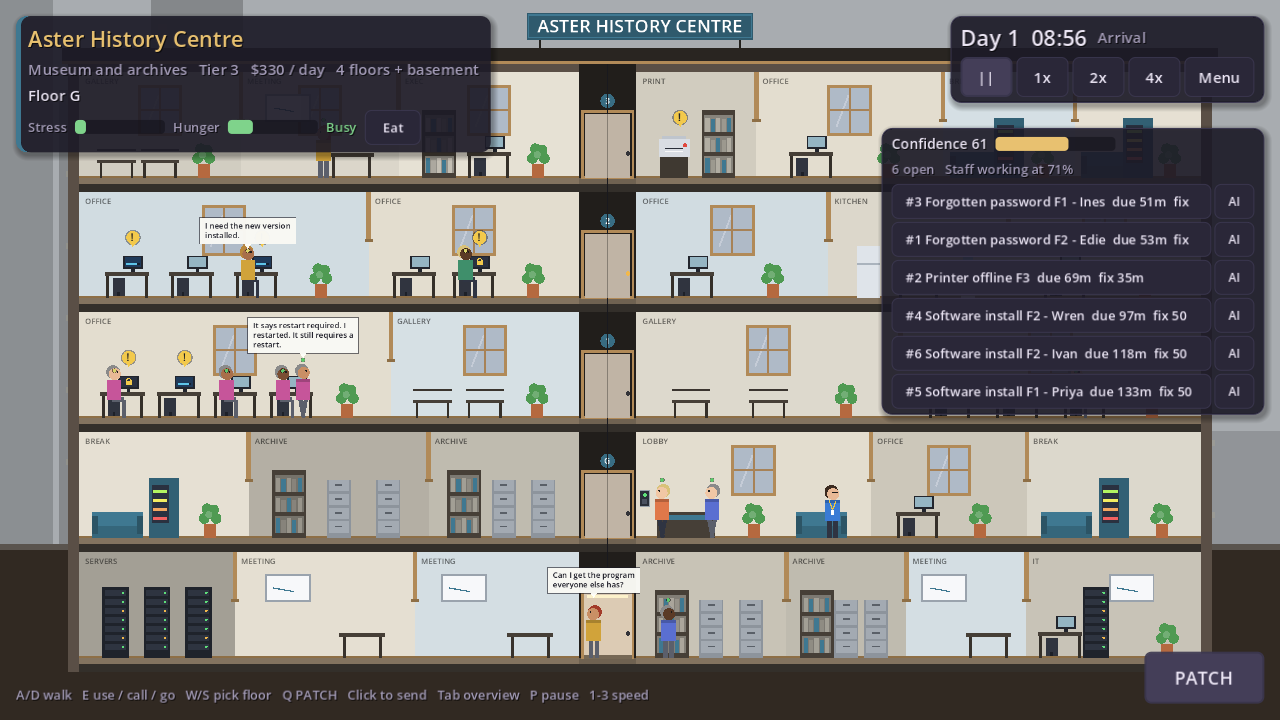 ASTER HISTORY CENTRE
Aster History Centre
Museum and archives Tier 3 $330 / day 4 floors + basement
Floor G
Stress Hunger Busy Eat
Day 1 08:56 Arrival
|| 1x 2x 4x Menu
Confidence 61
6 open Staff working at 71%
#3 Forgotten password F1 - Ines due 51m fix AI
#1 Forgotten password F2 - Edie due 53m fix AI
#2 Printer offline F3 due 69m fix 35m AI
#4 Software install F2 - Wren due 97m fix 50 AI
#6 Software install F2 - Ivan due 118m fix 50 AI
#5 Software install F1 - Priya due 133m fix 50 AI
PRINT OFFICE
3
OFFICE OFFICE OFFICE KITCHEN
2
I need the new version
installed.
OFFICE GALLERY GALLERY
1
It says restart required. I
restarted. It still requires a
restart.
BREAK ARCHIVE ARCHIVE LOBBY OFFICE BREAK
G
SERVERS MEETING MEETING ARCHIVE ARCHIVE MEETING IT
Can I get the program
everyone else has?
PATCH
A/D walk E use / call / go W/S pick floor Q PATCH Click to send Tab overview P pause 1-3 speed